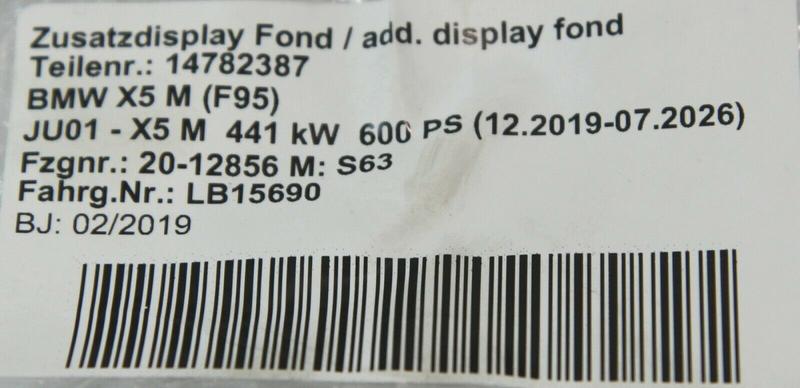 Zusatzdisplay Fond / add. display fond
Teilenr.: 14782387
BMW X5 M (F95)
JU01 - X5 M 441 kW 600 PS (12.2019-07.2026)
Fzgnr.: 20-12856 M: S63
Fahrg.Nr.: LB15690
BJ: 02/2019